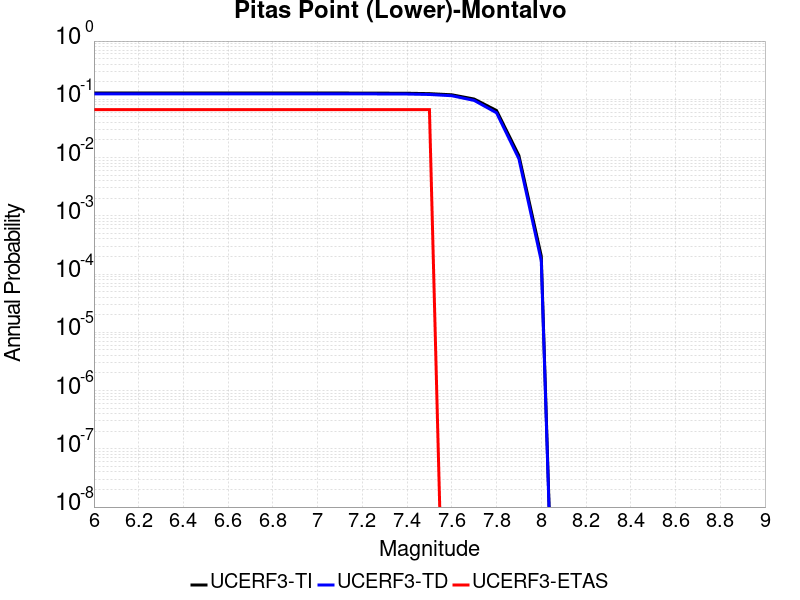 Pitas Point (Lower)-Montalvo
10^0
10^-1
10^-2
10^-3
10^-4
10^-5
10^-6
10^-7
10^-8
Annual Probability
6 6.2 6.4 6.6 6.8 7 7.2 7.4 7.6 7.8 8 8.2 8.4 8.6 8.8 9
Magnitude
UCERF3-TI UCERF3-TD UCERF3-ETAS